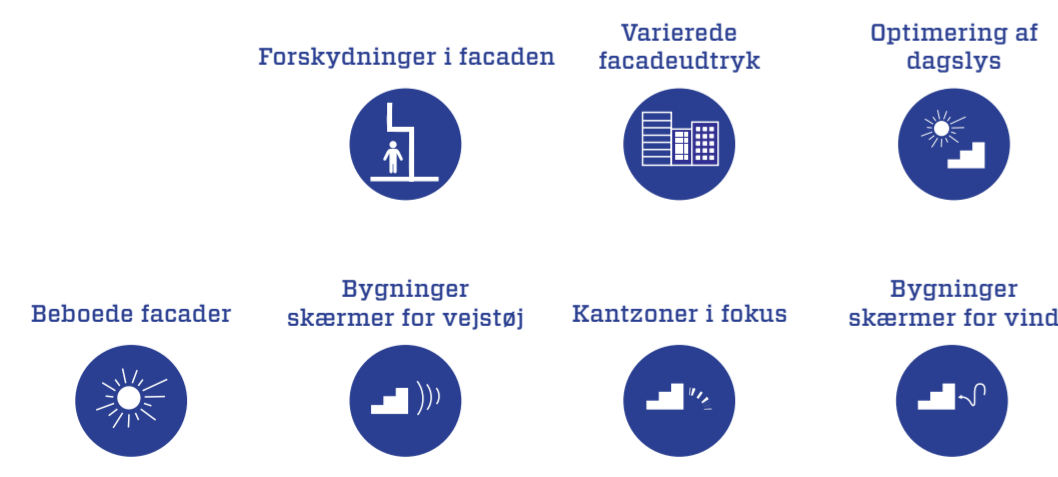 Forskydninger i facaden
Varierede
facadeudtryk
Optimering af
dagslys
Beboede facader
Bygninger
skærmer for vejstøj
Kantzoner i fokus
Bygninger
skærmer for vind